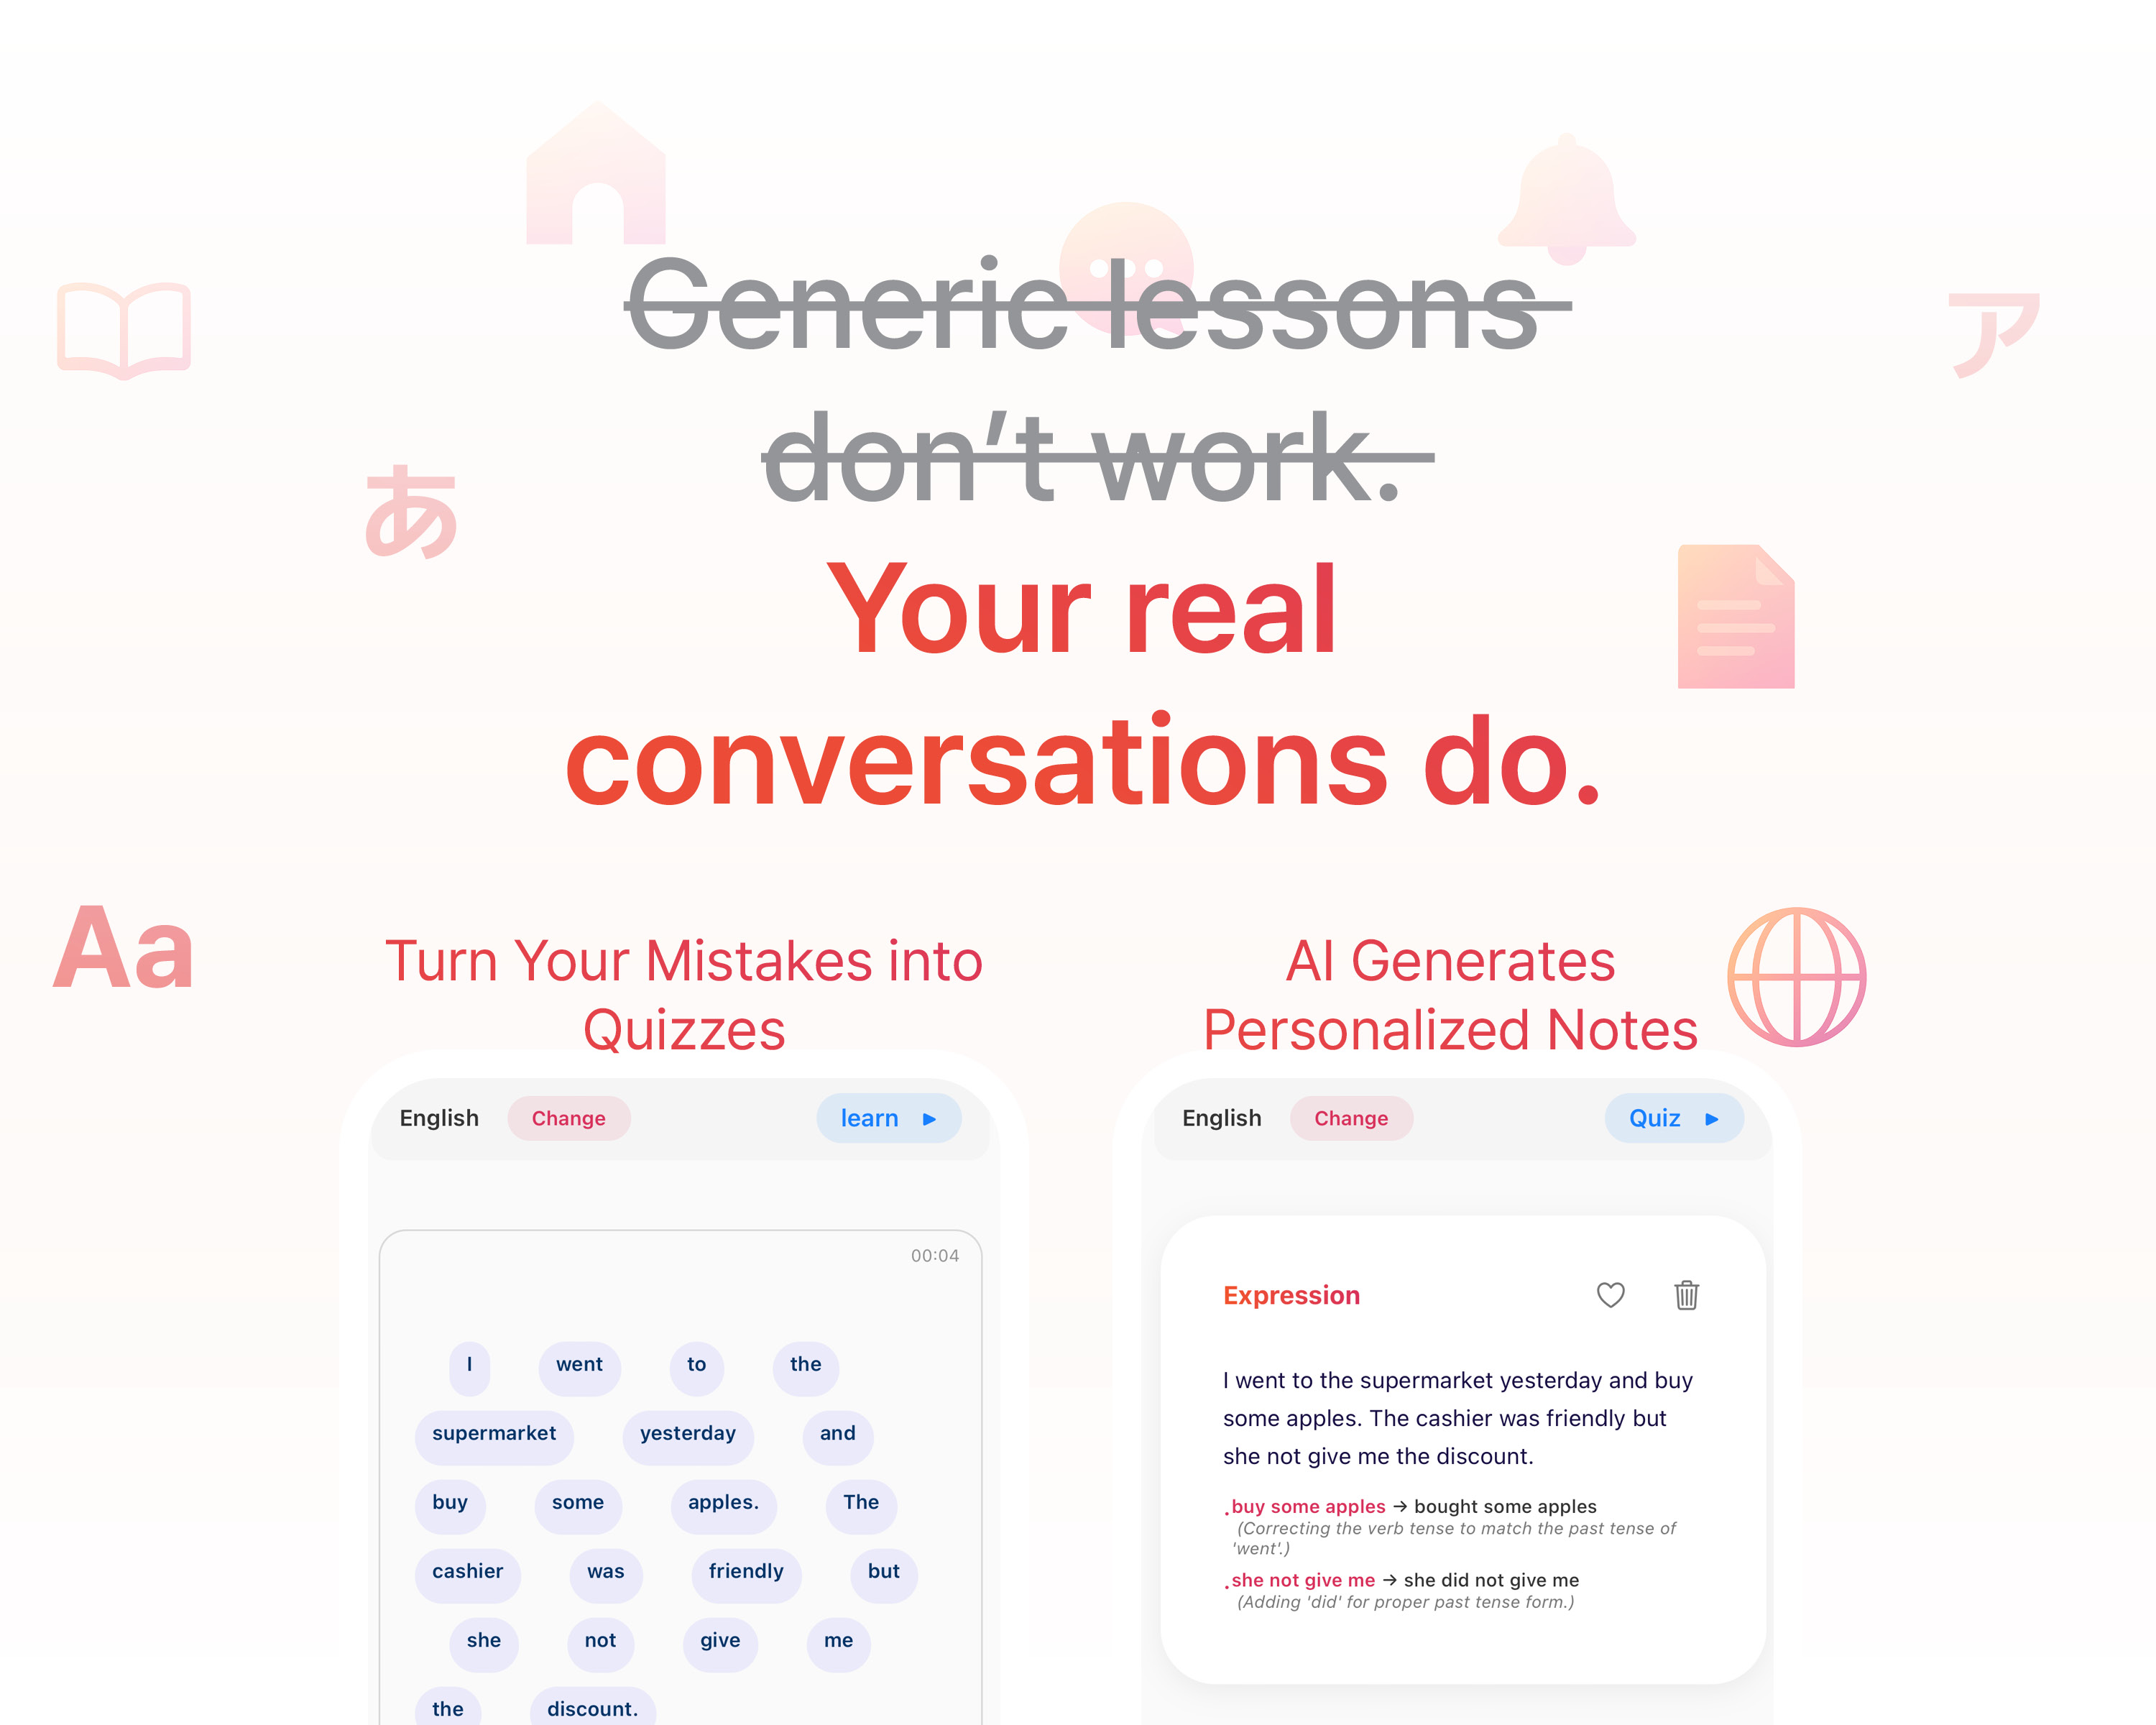 Generic lessons
don’t work.
Your real
conversations do.
ア
あ
Aa
Turn Your Mistakes into
Quizzes
English Change learn
00:04
I went to the
supermarket yesterday and
buy some apples. The
cashier was friendly but
she not give me
the discount.
AI Generates
Personalized Notes
English Change Quiz
Expression
I went to the supermarket yesterday and buy
some apples. The cashier was friendly but
she not give me the discount.
.buy some apples → bought some apples
(Correcting the verb tense to match the past tense of
'went'.)
.she not give me → she did not give me
(Adding 'did' for proper past tense form.)